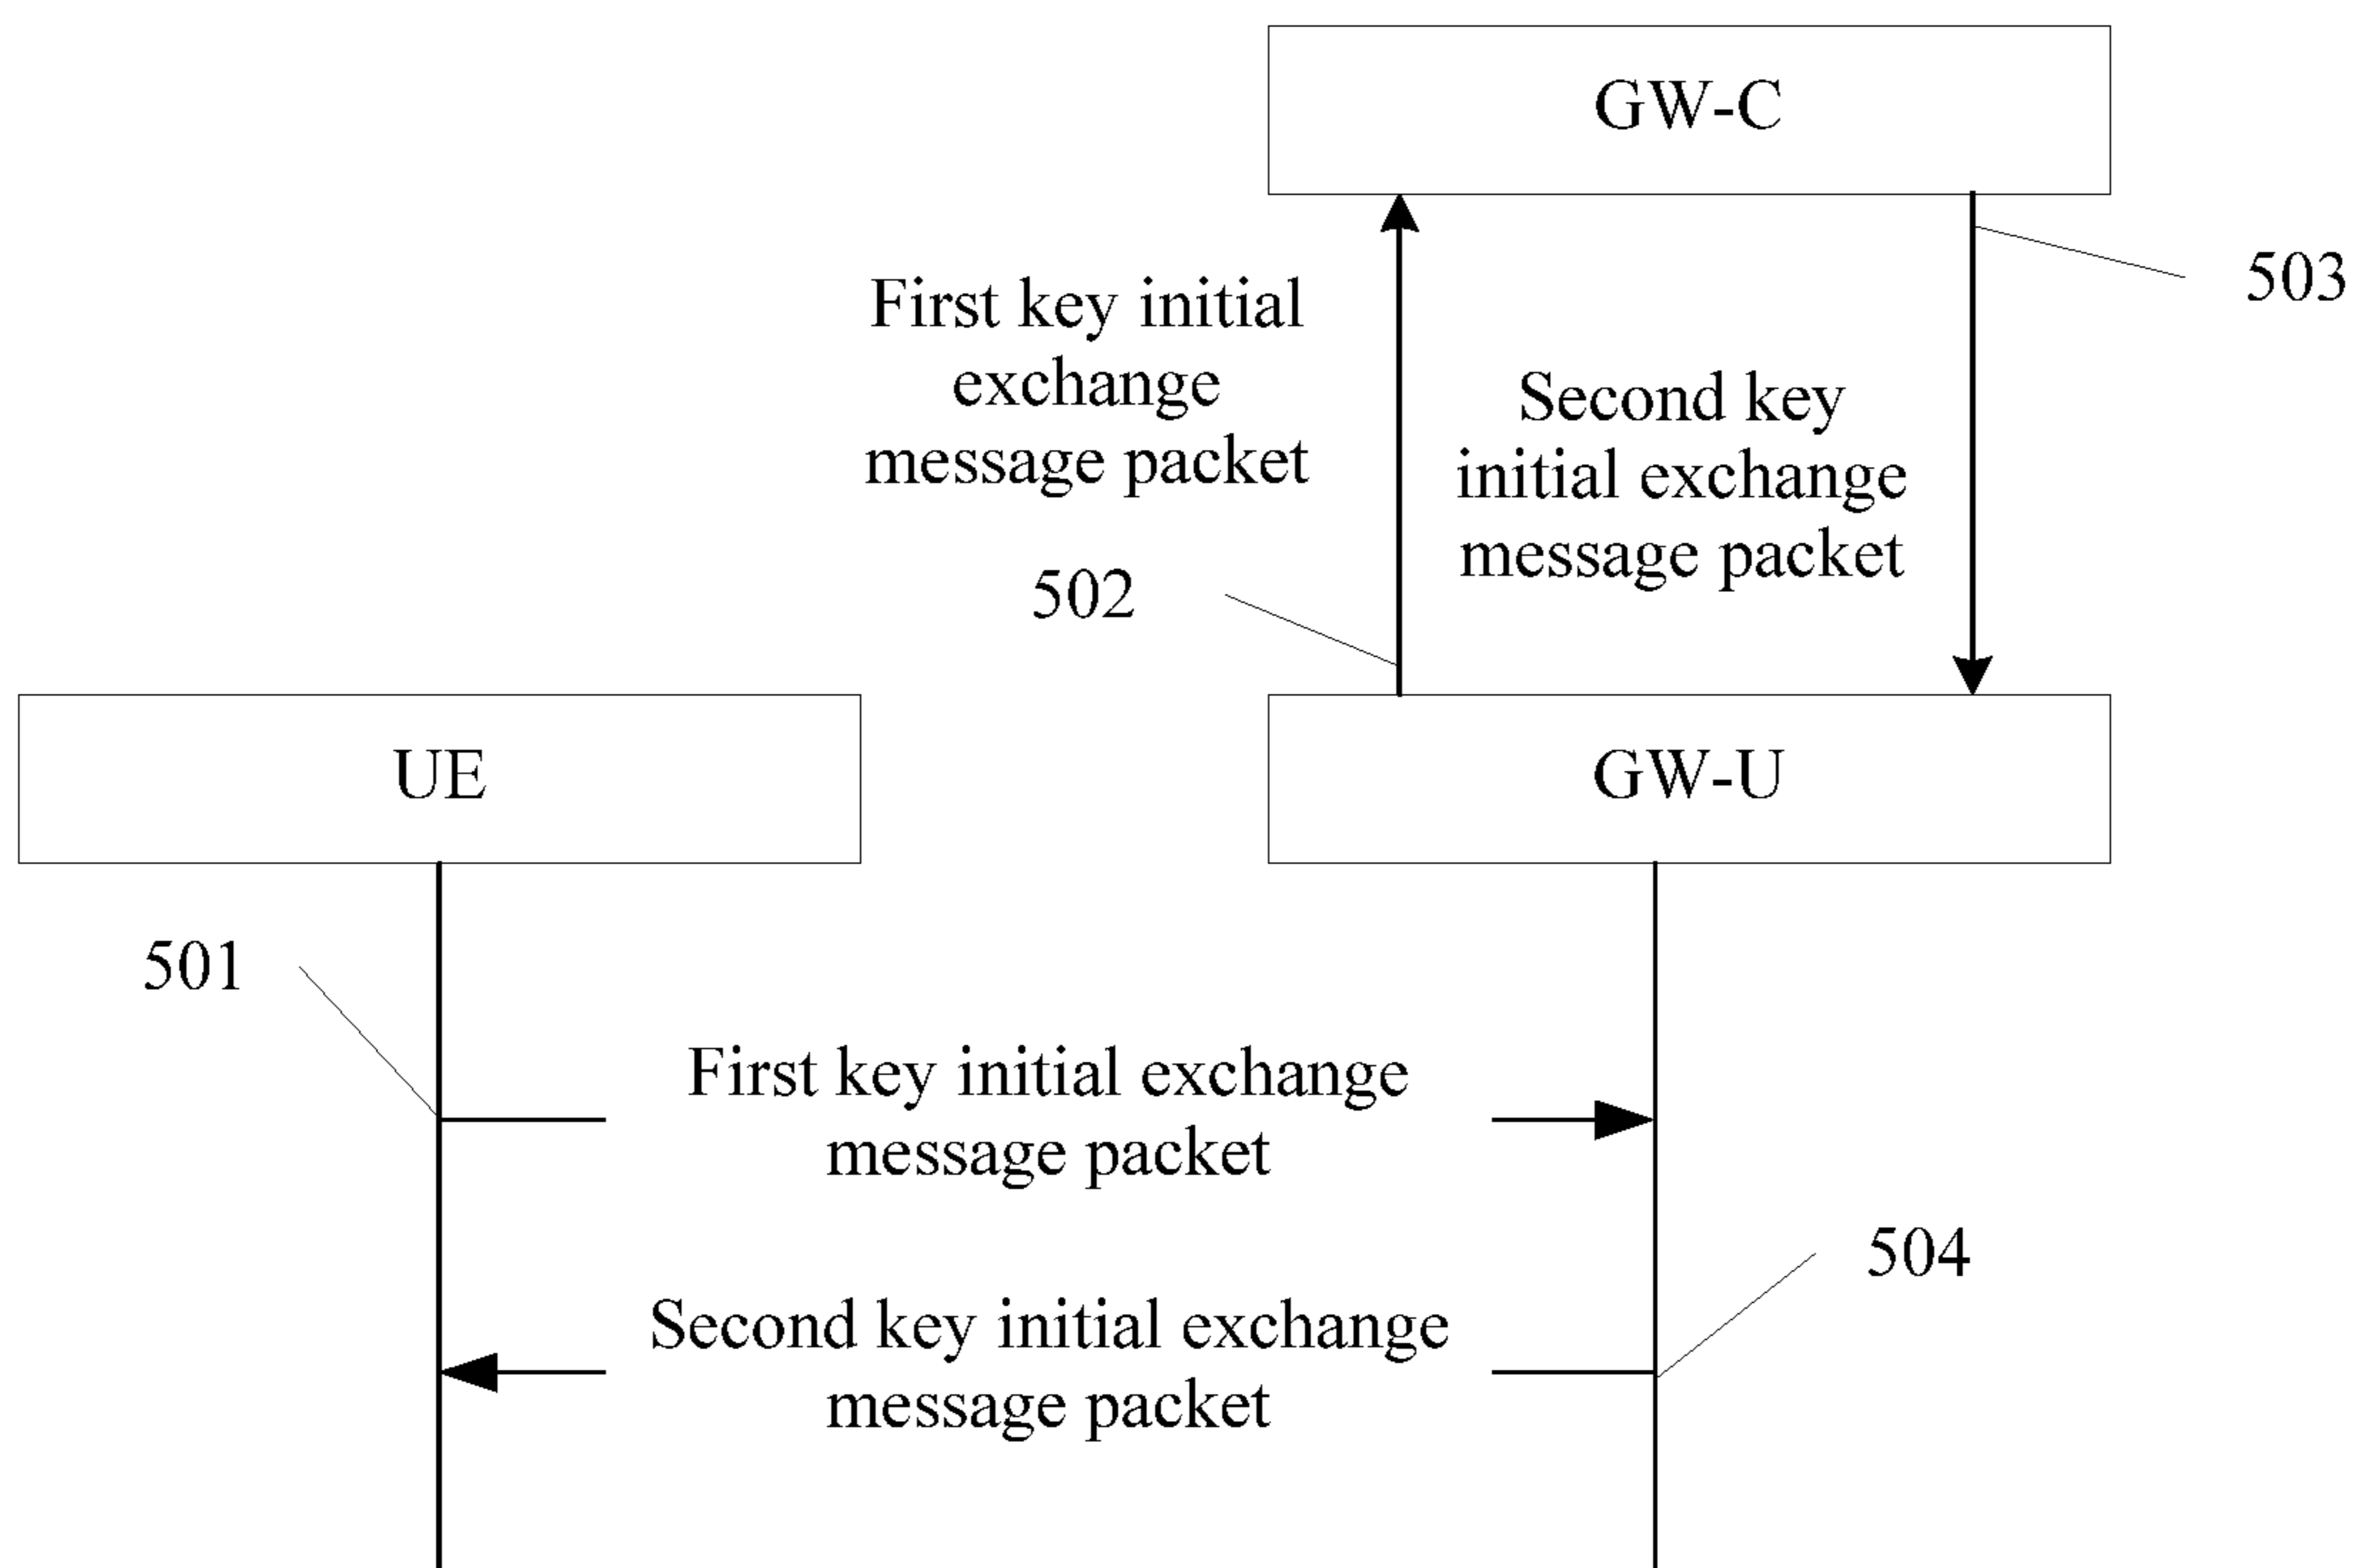 GW-C
503
First key initial
exchange
message packet
Second key
initial exchange
message packet
502
UE
GW-U
501
First key initial exchange
message packet
504
Second key initial exchange
message packet